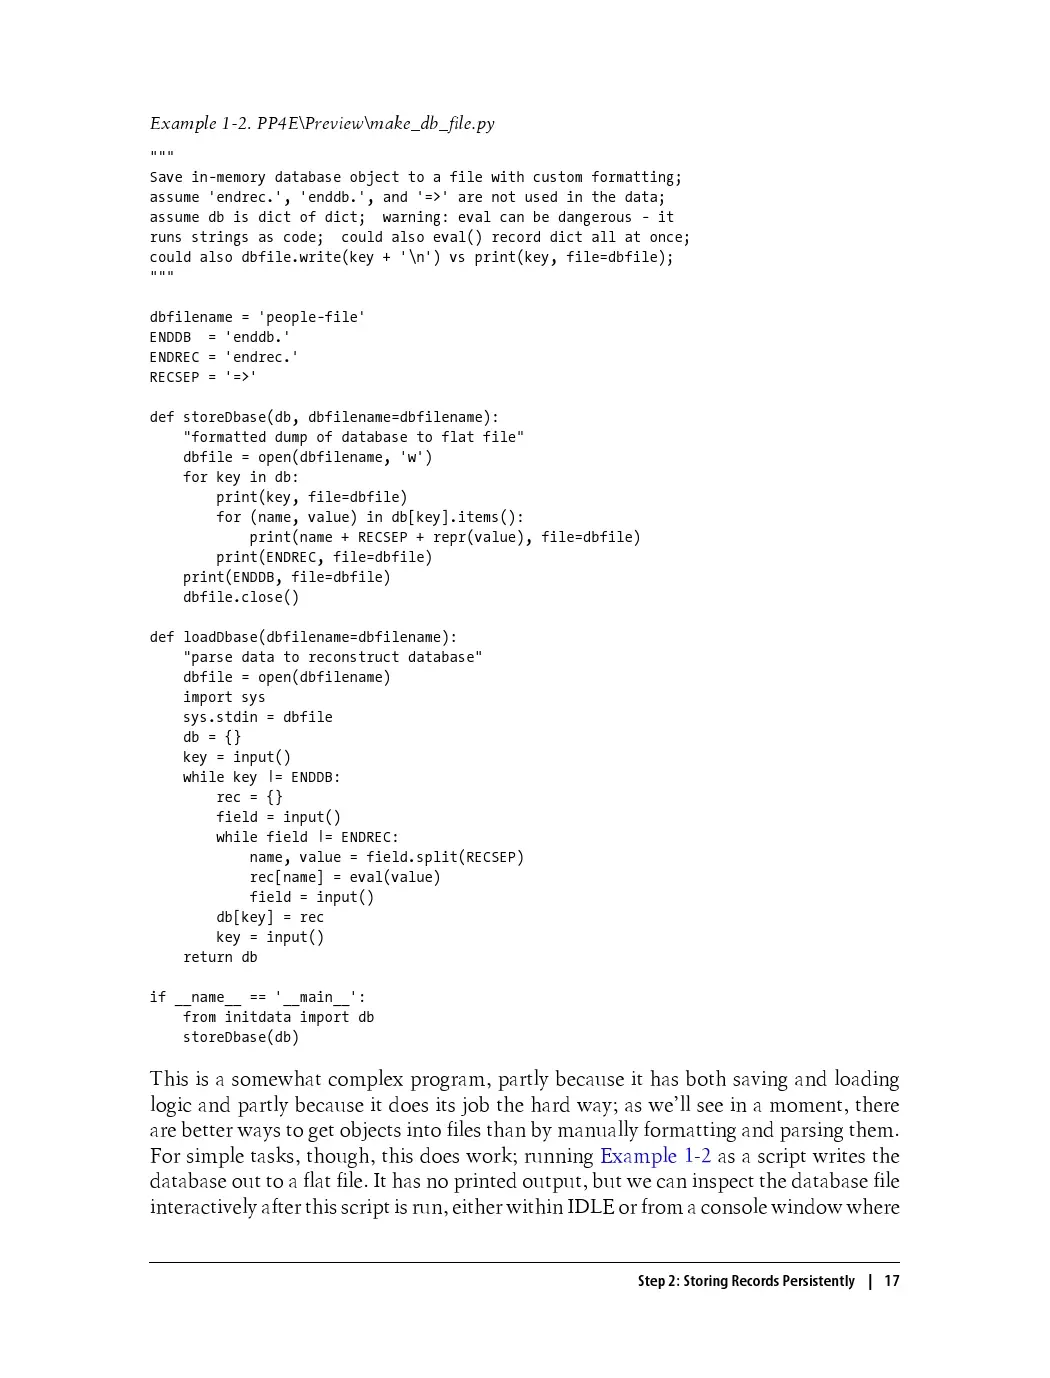 Example 1-2. PP4E\Preview\make_db_file.py
"""
Save in-memory database object to a file with custom formatting;
assume 'endrec.', 'enddb.', and '=>' are not used in the data;
assume db is dict of dict;  warning: eval can be dangerous - it
runs strings as code;  could also eval() record dict all at once;
could also dbfile.write(key + '\n') vs print(key, file=dbfile);
"""

dbfilename = 'people-file'
ENDDB  = 'enddb.'
ENDREC = 'endrec.'
RECSEP = '=>'

def storeDbase(db, dbfilename=dbfilename):
    "formatted dump of database to flat file"
    dbfile = open(dbfilename, 'w')
    for key in db:
        print(key, file=dbfile)
        for (name, value) in db[key].items():
            print(name + RECSEP + repr(value), file=dbfile)
        print(ENDREC, file=dbfile)
    print(ENDDB, file=dbfile)
    dbfile.close()

def loadDbase(dbfilename=dbfilename):
    "parse data to reconstruct database"
    dbfile = open(dbfilename)
    import sys
    sys.stdin = dbfile
    db = {}
    key = input()
    while key != ENDDB:
        rec = {}
        field = input()
        while field != ENDREC:
            name, value = field.split(RECSEP)
            rec[name] = eval(value)
            field = input()
        db[key] = rec
        key = input()
    return db

if __name__ == '__main__':
    from initdata import db
    storeDbase(db)
This is a somewhat complex program, partly because it has both saving and loading
logic and partly because it does its job the hard way; as we'll see in a moment, there
are better ways to get objects into files than by manually formatting and parsing them.
For simple tasks, though, this does work; running Example 1-2 as a script writes the
database out to a flat file. It has no printed output, but we can inspect the database file
interactively after this script is run, either within IDLE or from a console window where
Step 2: Storing Records Persistently | 17